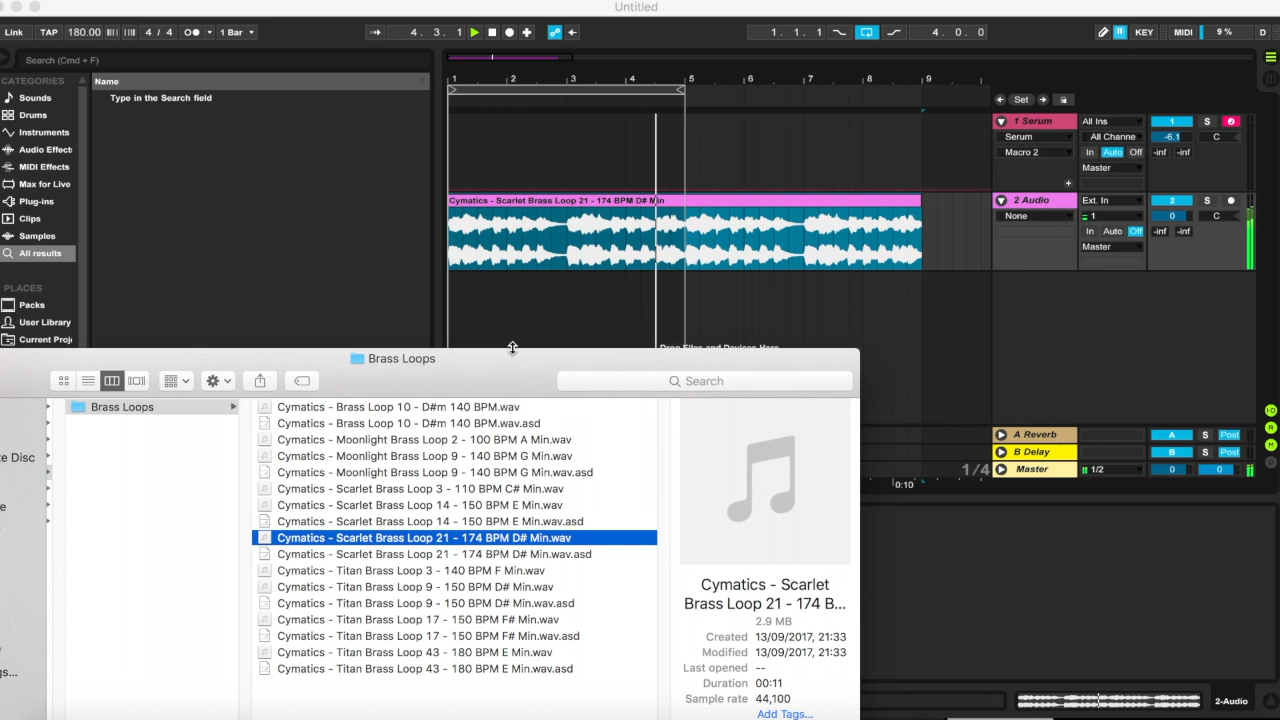 Untitled
Link TAP 180.00 4 / 4 1 Bar 4. 3. 1 1. 1. 1 4. 0. 0 KEY MIDI 9 % D
Search (Cmd + F)
CATEGORIES
Sounds
Drums
Instruments
Audio Effects
MIDI Effects
Max for Live
Plug-ins
Clips
Samples
All results
PLACES
Packs
User Library
Current Proj
Name
Type in the Search field
1 2 3 4 5 6 7 8 9
Set
1 Serum All Ins 1 S
Serum All Channe -6.1 C
Macro 2 In Auto Off -inf -inf
Master
Cymatics - Scarlet Brass Loop 21 - 174 BPM D# Min
2 Audio Ext. In 2 S
None 1 0 C
In Auto Off -inf -inf
Master
Drop Files and Devices Here
A Reverb A S Post
B Delay B S Post
1/4 Master 1/2 0 0
0:10
Brass Loops
Search
Brass Loops
Cymatics - Brass Loop 10 - D#m 140 BPM.wav
Cymatics - Brass Loop 10 - D#m 140 BPM.wav.asd
Cymatics - Moonlight Brass Loop 2 - 100 BPM A Min.wav
Cymatics - Moonlight Brass Loop 9 - 140 BPM G Min.wav
Cymatics - Moonlight Brass Loop 9 - 140 BPM G Min.wav.asd
Cymatics - Scarlet Brass Loop 3 - 110 BPM C# Min.wav
Cymatics - Scarlet Brass Loop 14 - 150 BPM E Min.wav
Cymatics - Scarlet Brass Loop 14 - 150 BPM E Min.wav.asd
Cymatics - Scarlet Brass Loop 21 - 174 BPM D# Min.wav
Cymatics - Scarlet Brass Loop 21 - 174 BPM D# Min.wav.asd
Cymatics - Titan Brass Loop 3 - 140 BPM F Min.wav
Cymatics - Titan Brass Loop 9 - 150 BPM D# Min.wav
Cymatics - Titan Brass Loop 9 - 150 BPM D# Min.wav.asd
Cymatics - Titan Brass Loop 17 - 150 BPM F# Min.wav
Cymatics - Titan Brass Loop 17 - 150 BPM F# Min.wav.asd
Cymatics - Titan Brass Loop 43 - 180 BPM E Min.wav
Cymatics - Titan Brass Loop 43 - 180 BPM E Min.wav.asd
te Disc
e
gs...
Cymatics - Scarlet
Brass Loop 21 - 174 B...
2.9 MB
Created 13/09/2017, 21:33
Modified 13/09/2017, 21:33
Last opened --
Duration 00:11
Sample rate 44,100
Add Tags...
2-Audio